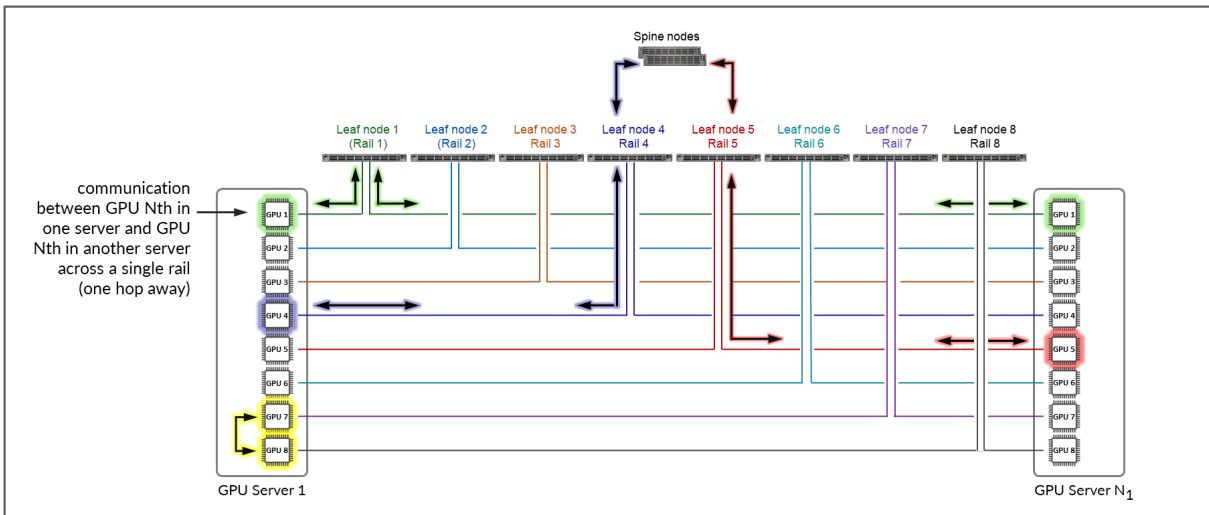 Spine nodes
Leaf node 1
(Rail 1)
Leaf node 2
(Rail 2)
Leaf node 3
Rail 3
Leaf node 4
Rail 4
Leaf node 5
Rail 5
Leaf node 6
Rail 6
Leaf node 7
Rail 7
Leaf node 8
Rail 8
communication
between GPU Nth in
one server and GPU
Nth in another server
across a single rail
(one hop away)
GPU 1
GPU 2
GPU 3
GPU 4
GPU 5
GPU 6
GPU 7
GPU 8
GPU Server 1
GPU 1
GPU 2
GPU 3
GPU 4
GPU 5
GPU 6
GPU 7
GPU 8
GPU Server N1